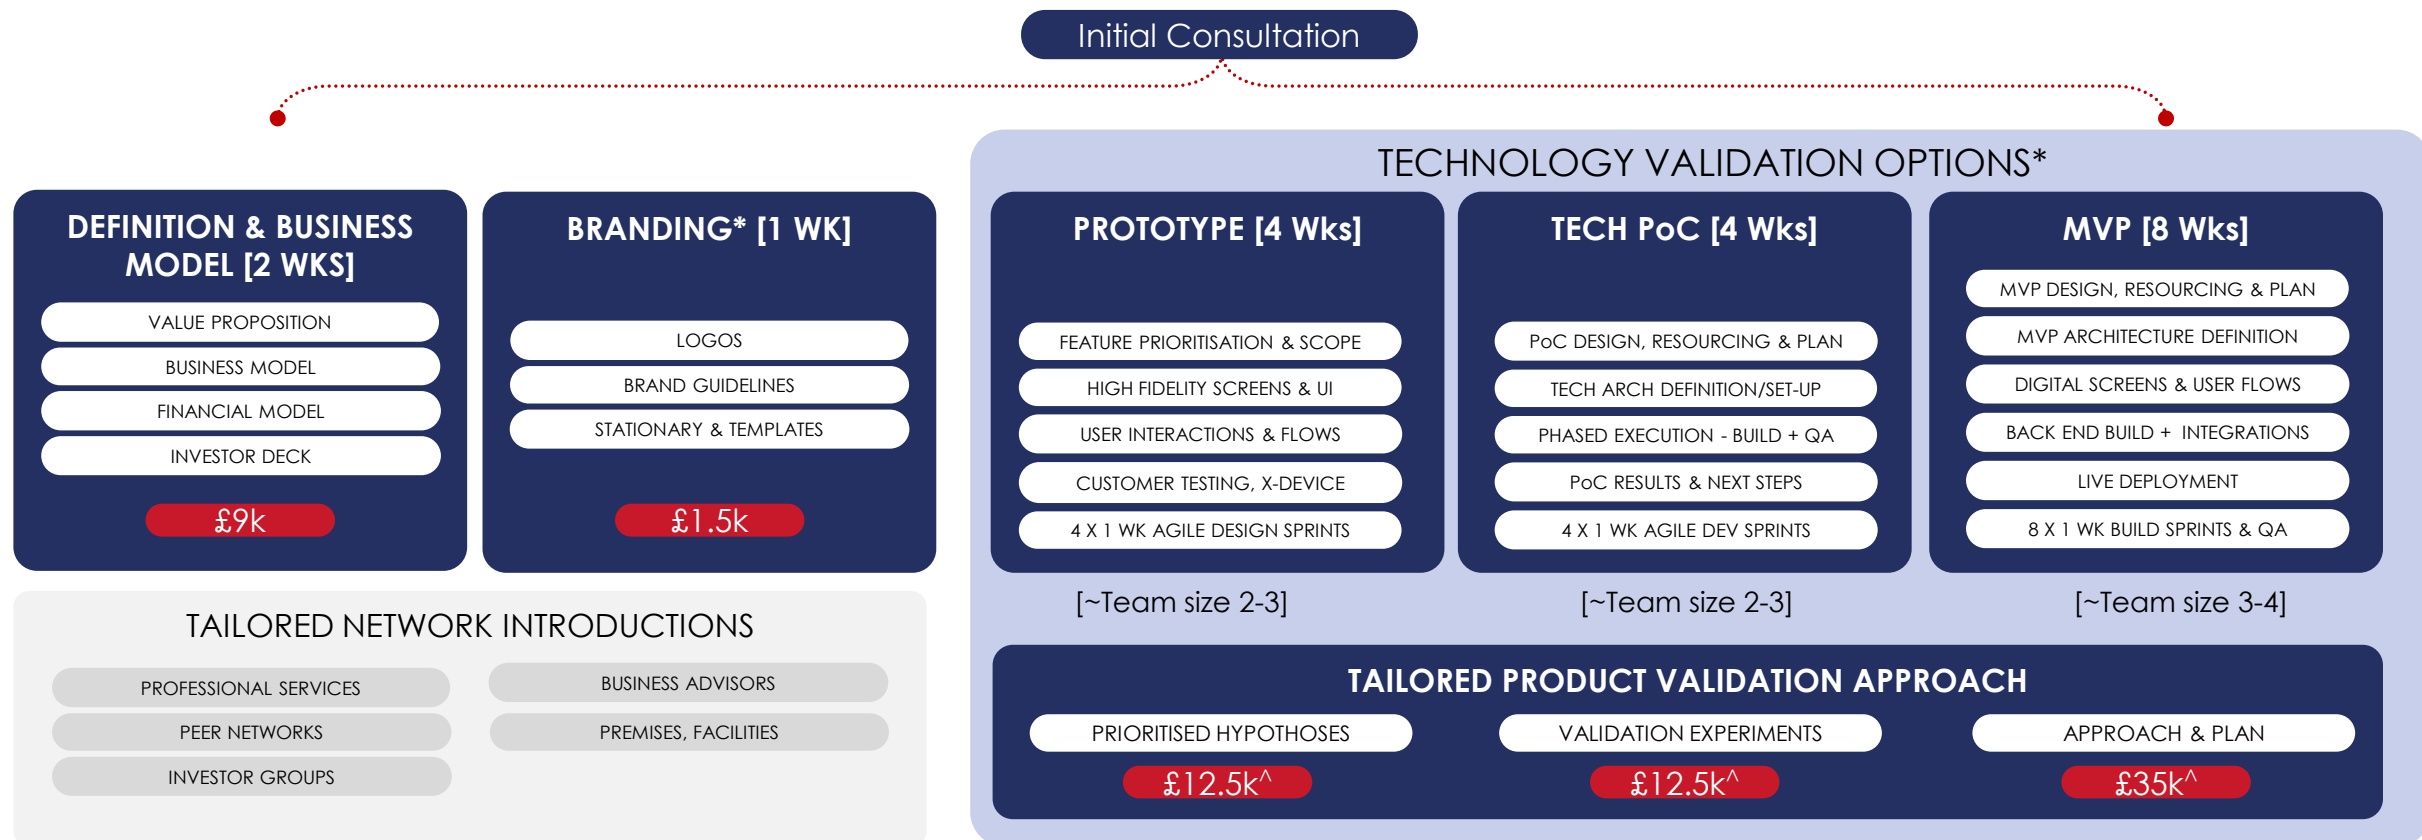 Initial Consultation
DEFINITION & BUSINESS
MODEL [2 WKS]
VALUE PROPOSITION
BUSINESS MODEL
FINANCIAL MODEL
INVESTOR DECK
£9k
BRANDING* [1 WK]
LOGOS
BRAND GUIDELINES
STATIONARY & TEMPLATES
£1.5k
TAILORED NETWORK INTRODUCTIONS
PROFESSIONAL SERVICES
PEER NETWORKS
INVESTOR GROUPS
BUSINESS ADVISORS
PREMISES, FACILITIES
TECHNOLOGY VALIDATION OPTIONS*
PROTOTYPE [4 Wks]
FEATURE PRIORITISATION & SCOPE
HIGH FIDELITY SCREENS & UI
USER INTERACTIONS & FLOWS
CUSTOMER TESTING, X-DEVICE
4 X 1 WK AGILE DESIGN SPRINTS
[~Team size 2-3]
TECH PoC [4 Wks]
PoC DESIGN, RESOURCING & PLAN
TECH ARCH DEFINITION/SET-UP
PHASED EXECUTION - BUILD + QA
PoC RESULTS & NEXT STEPS
4 X 1 WK AGILE DEV SPRINTS
[~Team size 2-3]
MVP [8 Wks]
MVP DESIGN, RESOURCING & PLAN
MVP ARCHITECTURE DEFINITION
DIGITAL SCREENS & USER FLOWS
BACK END BUILD + INTEGRATIONS
LIVE DEPLOYMENT
8 X 1 WK BUILD SPRINTS & QA
[~Team size 3-4]
TAILORED PRODUCT VALIDATION APPROACH
PRIORITISED HYPOTHOSES
VALIDATION EXPERIMENTS
APPROACH & PLAN
£12.5k^
£12.5k^
£35k^